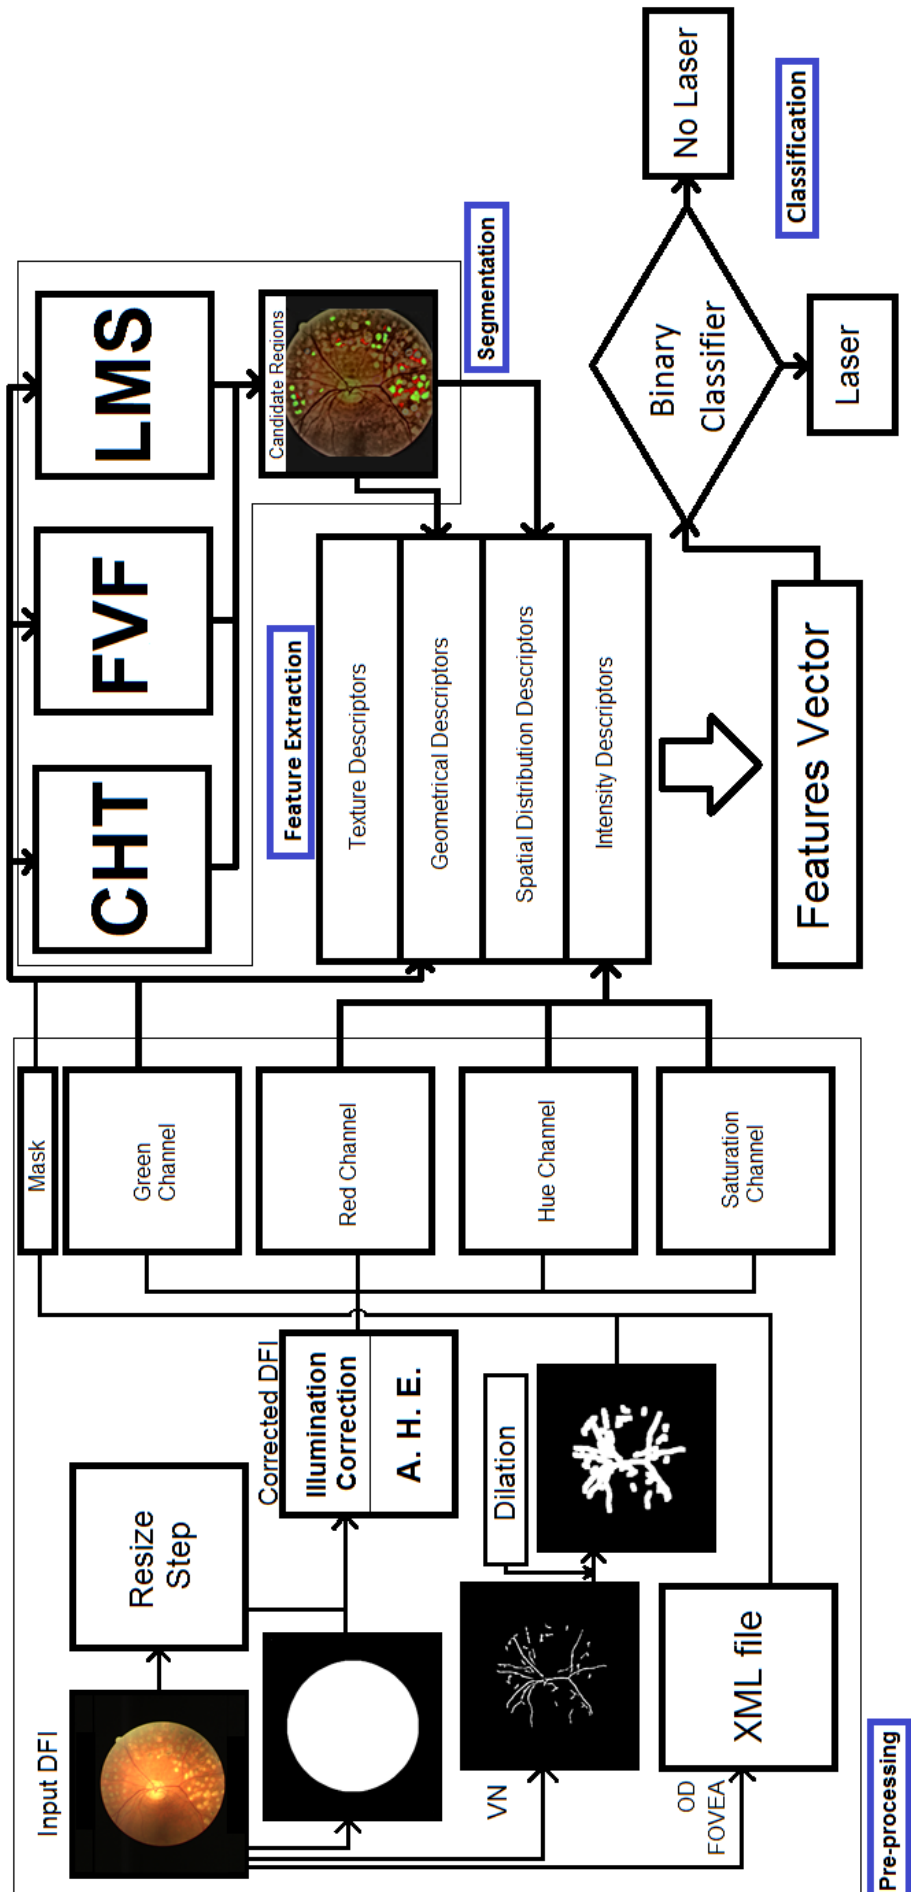 Input DFI
Resize
Step
VN
OD
FOVEA
XML file
Pre-processing
Corrected DFI
Illumination
Correction
A. H. E.
Dilation
Mask
Green
Channel
Red Channel
Hue Channel
Saturation
Channel
CHT
FVF
LMS
Candidate Regions
Segmentation
Feature Extraction
Texture Descriptors
Geometrical Descriptors
Spatial Distribution Descriptors
Intensity Descriptors
Features Vector
Binary
Classifier
Laser
No Laser
Classification